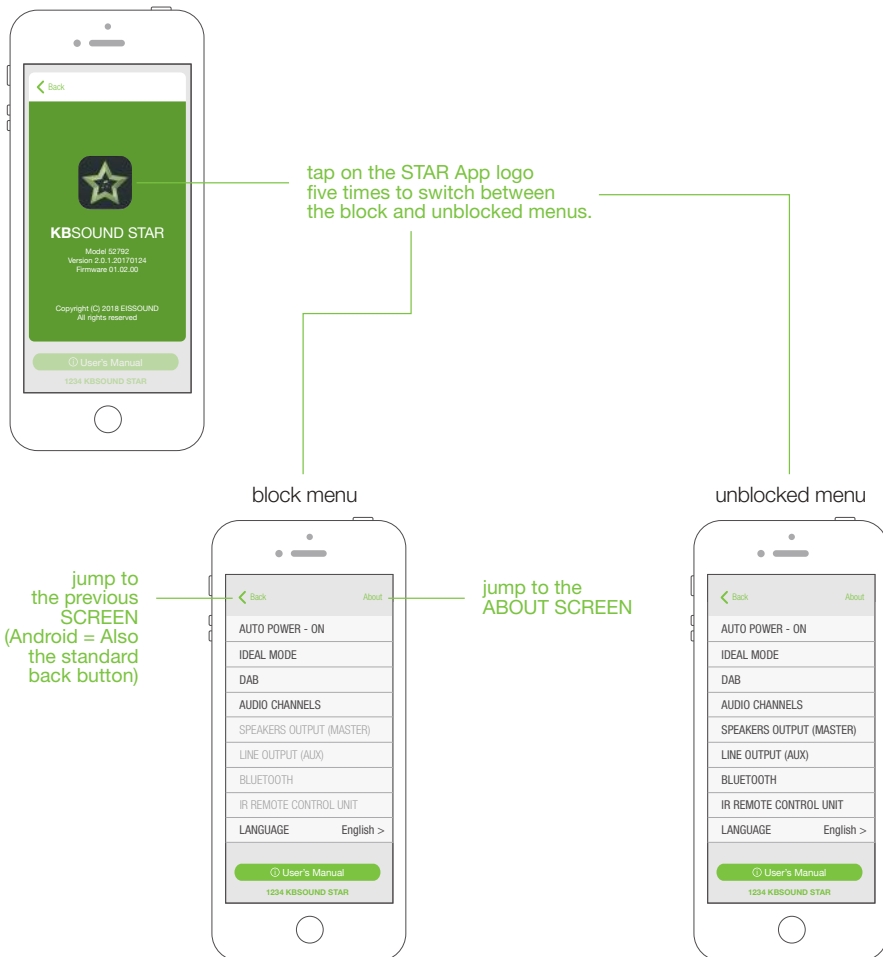 Back
tap on the STAR App logo
five times to switch between
the block and unblocked menus.
KBSOUND STAR
Model 52792
Version 2.0.1.20170124
Firmware 01.02.00
Copyright (C) 2018 EISSOUND
All rights reserved
User's Manual
1234 KBSOUND STAR
block menu
jump to
the previous
SCREEN
(Android = Also
the standard
back button)
Back About
jump to the
ABOUT SCREEN
AUTO POWER - ON
IDEAL MODE
DAB
AUDIO CHANNELS
SPEAKERS OUTPUT (MASTER)
LINE OUTPUT (AUX)
BLUETOOTH
IR REMOTE CONTROL UNIT
LANGUAGE English >
User's Manual
1234 KBSOUND STAR
unblocked menu
Back About
AUTO POWER - ON
IDEAL MODE
DAB
AUDIO CHANNELS
SPEAKERS OUTPUT (MASTER)
LINE OUTPUT (AUX)
BLUETOOTH
IR REMOTE CONTROL UNIT
LANGUAGE English >
User's Manual
1234 KBSOUND STAR